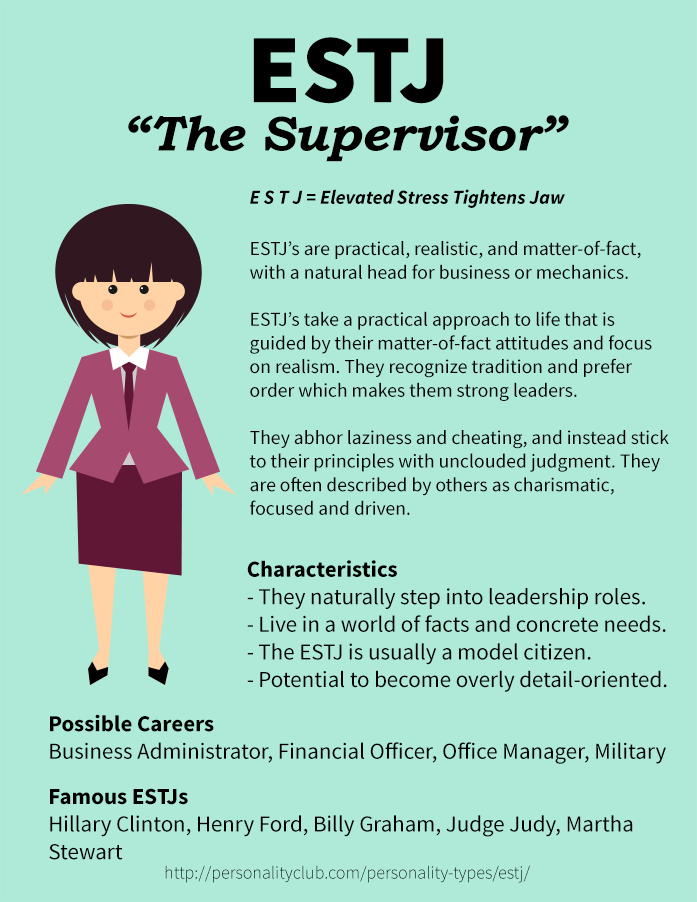 ESTJ
“The Supervisor”
E S T J = Elevated Stress Tightens Jaw
ESTJ’s are practical, realistic, and matter-of-fact,
with a natural head for business or mechanics.
ESTJ’s take a practical approach to life that is
guided by their matter-of-fact attitudes and focus
on realism. They recognize tradition and prefer
order which makes them strong leaders.
They abhor laziness and cheating, and instead stick
to their principles with unclouded judgment. They
are often described by others as charismatic,
focused and driven.
Characteristics
- They naturally step into leadership roles.
- Live in a world of facts and concrete needs.
- The ESTJ is usually a model citizen.
- Potential to become overly detail-oriented.
Possible Careers
Business Administrator, Financial Officer, Office Manager, Military
Famous ESTJs
Hillary Clinton, Henry Ford, Billy Graham, Judge Judy, Martha
Stewart
http://personalityclub.com/personality-types/estj/